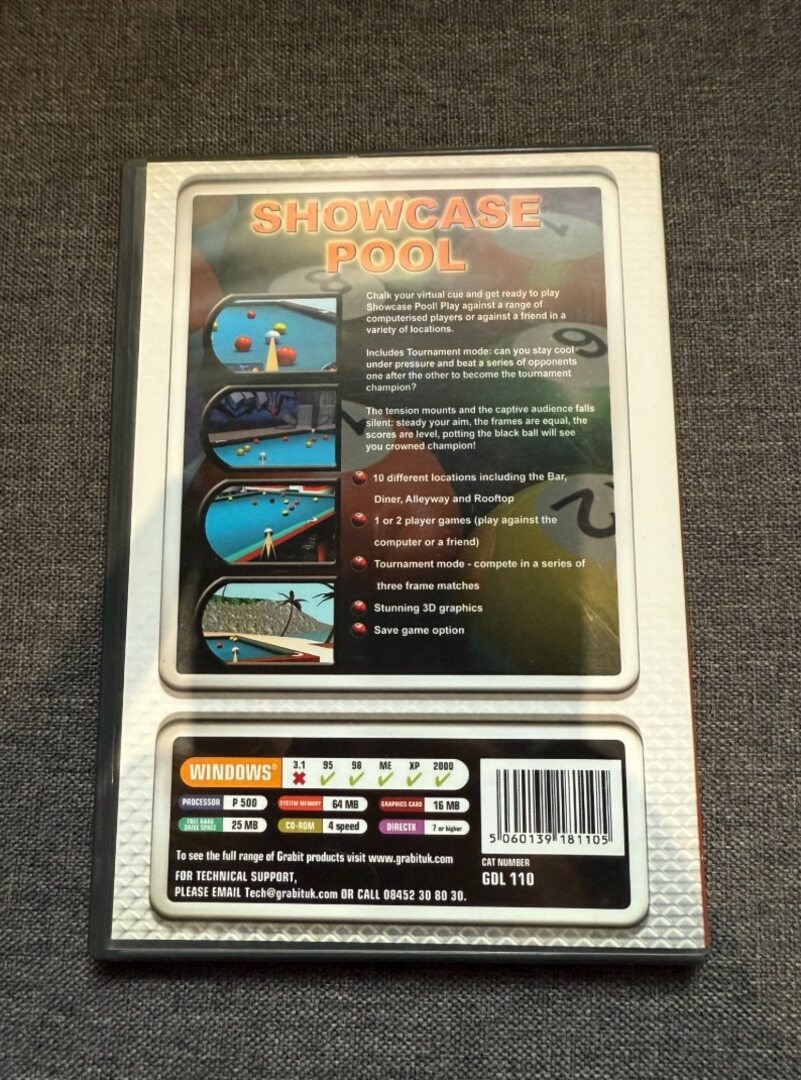 SHOWCASE
POOL
Chalk your virtual cue and get ready to play
Showcase Pool! Play against a range of
computerised players or against a friend in a
variety of locations.
Includes Tournament mode: can you stay cool
under pressure and beat a series of opponents
one after the other to become the tournament
champion?
The tension mounts and the captive audience falls
silent: steady your aim, the frames are equal, the
scores are level, potting the black ball will see
you crowned champion!
10 different locations including the Bar,
Diner, Alleyway and Rooftop
1 or 2 player games (play against the
computer or a friend)
Tournament mode - compete in a series of
three frame matches
Stunning 3D graphics
Save game option
WINDOWS® 3.1 95 98 ME XP 2000
PROCESSOR P 500 SYSTEM MEMORY 64 MB GRAPHICS CARD 16 MB
FREE HARD DRIVE SPACE 25 MB CD-ROM 4 speed DIRECTX 7 or higher
To see the full range of Grabit products visit www.grabituk.com
FOR TECHNICAL SUPPORT,
PLEASE EMAIL Tech@grabituk.com OR CALL 08452 30 80 30.
5 060139 181105
CAT NUMBER
GDL 110